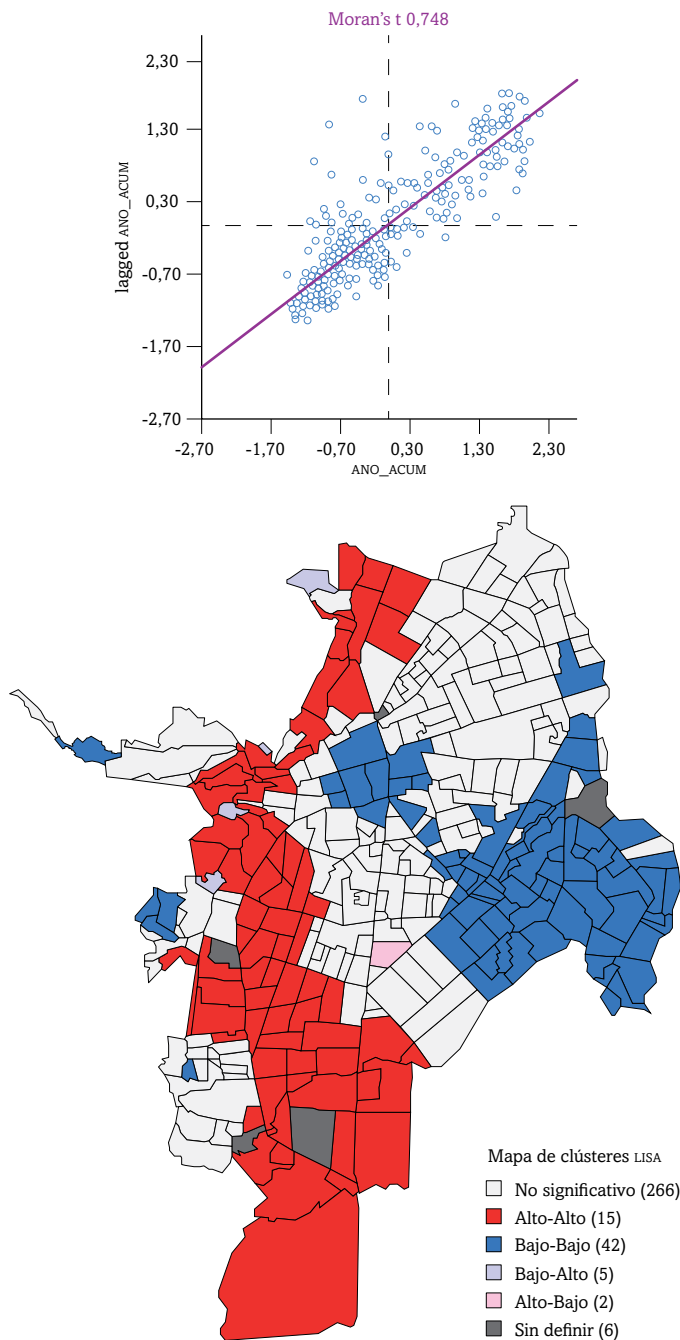 Moran's t 0,748
2,30
1,30
0,30
-0,70
-1,70
-2,70
lagged ANO_ACUM
-2,70 -1,70 -0,70 0,30 1,30 2,30
ANO_ACUM
Mapa de clústeres LISA
No significativo (266)
Alto-Alto (15)
Bajo-Bajo (42)
Bajo-Alto (5)
Alto-Bajo (2)
Sin definir (6)